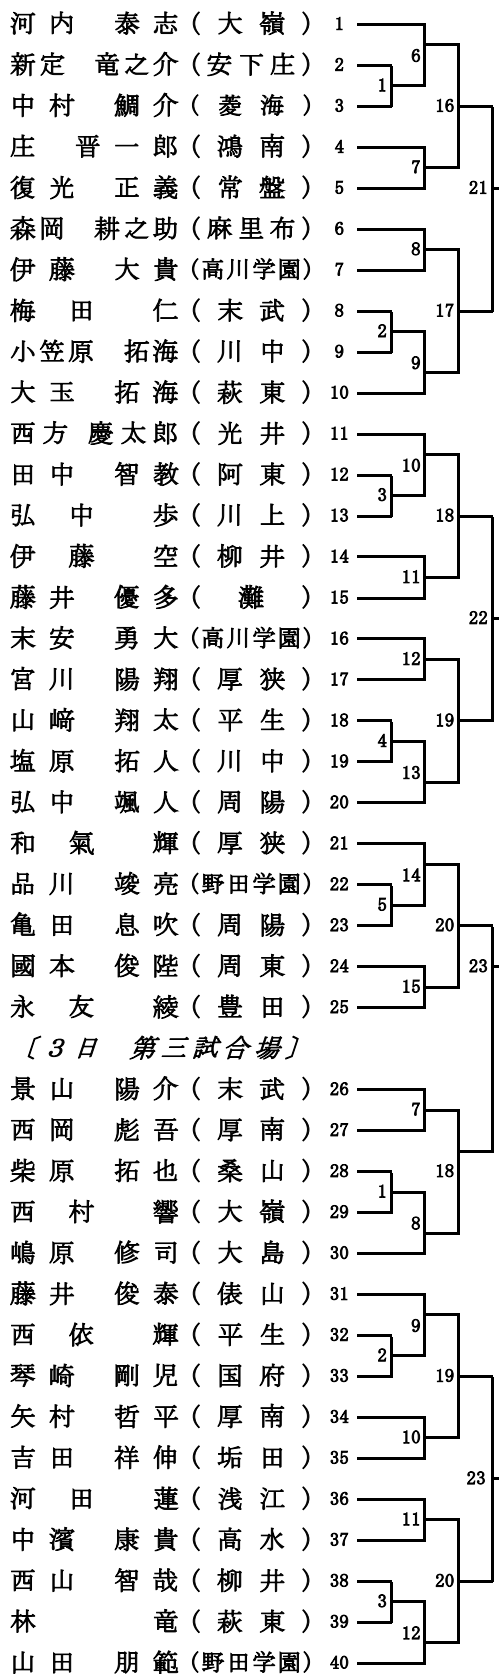 河内 泰志(大嶺) 1
新定 竜之介(安下庄) 2
中村 鯛介(菱海) 3
庄 晋一郎(鴻南) 4
復光 正義(常盤) 5
森岡 耕之助(麻里布) 6
伊藤 大貴(高川学園) 7
梅田 仁(末武) 8
小笠原 拓海(川中) 9
大玉 拓海(萩東) 10
西方 慶太郎(光井) 11
田中 智教(阿東) 12
弘中 歩(川上) 13
伊藤 空(柳井) 14
藤井 優多(灘) 15
末安 勇大(高川学園) 16
宮川 陽翔(厚狭) 17
山﨑 翔太(平生) 18
塩原 拓人(川中) 19
弘中 颯人(周陽) 20
和氣 輝(厚狭) 21
品川 竣亮(野田学園) 22
亀田 息吹(周陽) 23
國本 俊陸(周東) 24
永友 綾(豊田) 25
〔3日 第三試合場〕
景山 陽介(末武) 26
西岡 彪吾(厚南) 27
柴原 拓也(桑山) 28
西村 響(大嶺) 29
嶋原 修司(大島) 30
藤井 俊泰(俵山) 31
西依 輝(平生) 32
琴崎 剛児(国府) 33
矢村 哲平(厚南) 34
吉田 祥伸(垢田) 35
河田 蓮(浅江) 36
中濱 康貴(高水) 37
西山 智哉(柳井) 38
林 竜(萩東) 39
山田 朋範(野田学園) 40
6
1
16
7
21
8
17
2
9
10
3
18
11
22
12
19
4
13
14
5
20
23
15
7
18
1
8
9
2
19
10
23
11
20
3
12